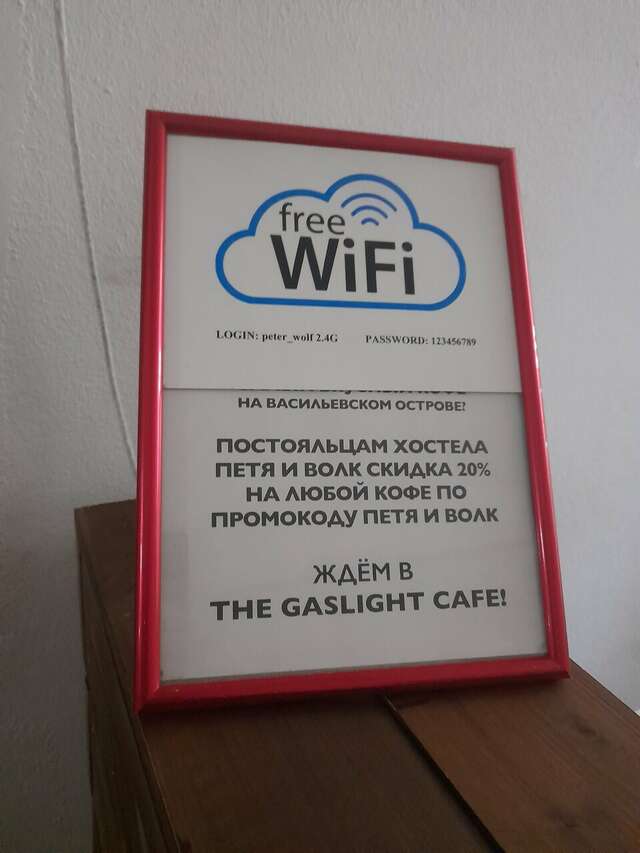 free
WiFi
LOGIN: peter_wolf 2.4G PASSWORD: 123456789
НА ВАСИЛЬЕВСКОМ ОСТРОВЕ?
ПОСТОЯЛЬЦАМ ХОСТЕЛА
ПЕТЯ И ВОЛК СКИДКА 20%
НА ЛЮБОЙ КОФЕ ПО
ПРОМОКОДУ ПЕТЯ И ВОЛК
ЖДЁМ В
THE GASLIGHT CAFE!